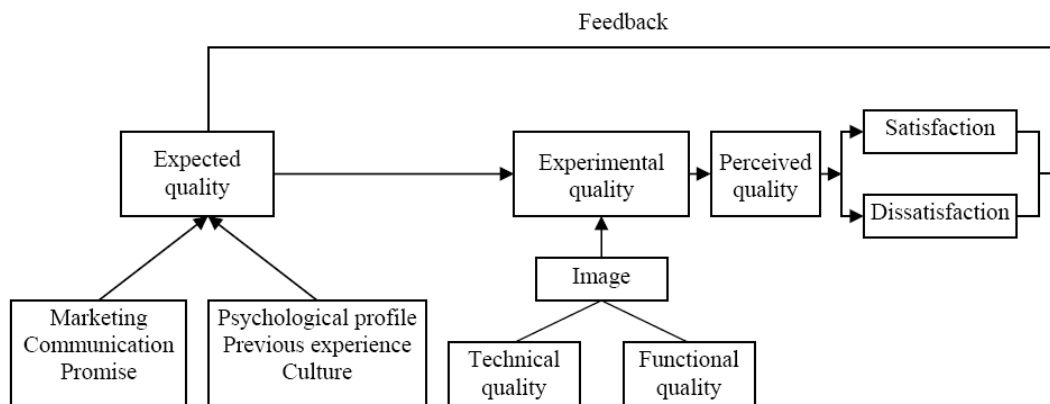 Feedback
Expected
quality
Experimental
quality
Perceived
quality
Satisfaction
Dissatisfaction
Image
Marketing
Communication
Promise
Psychological profile
Previous experience
Culture
Technical
quality
Functional
quality